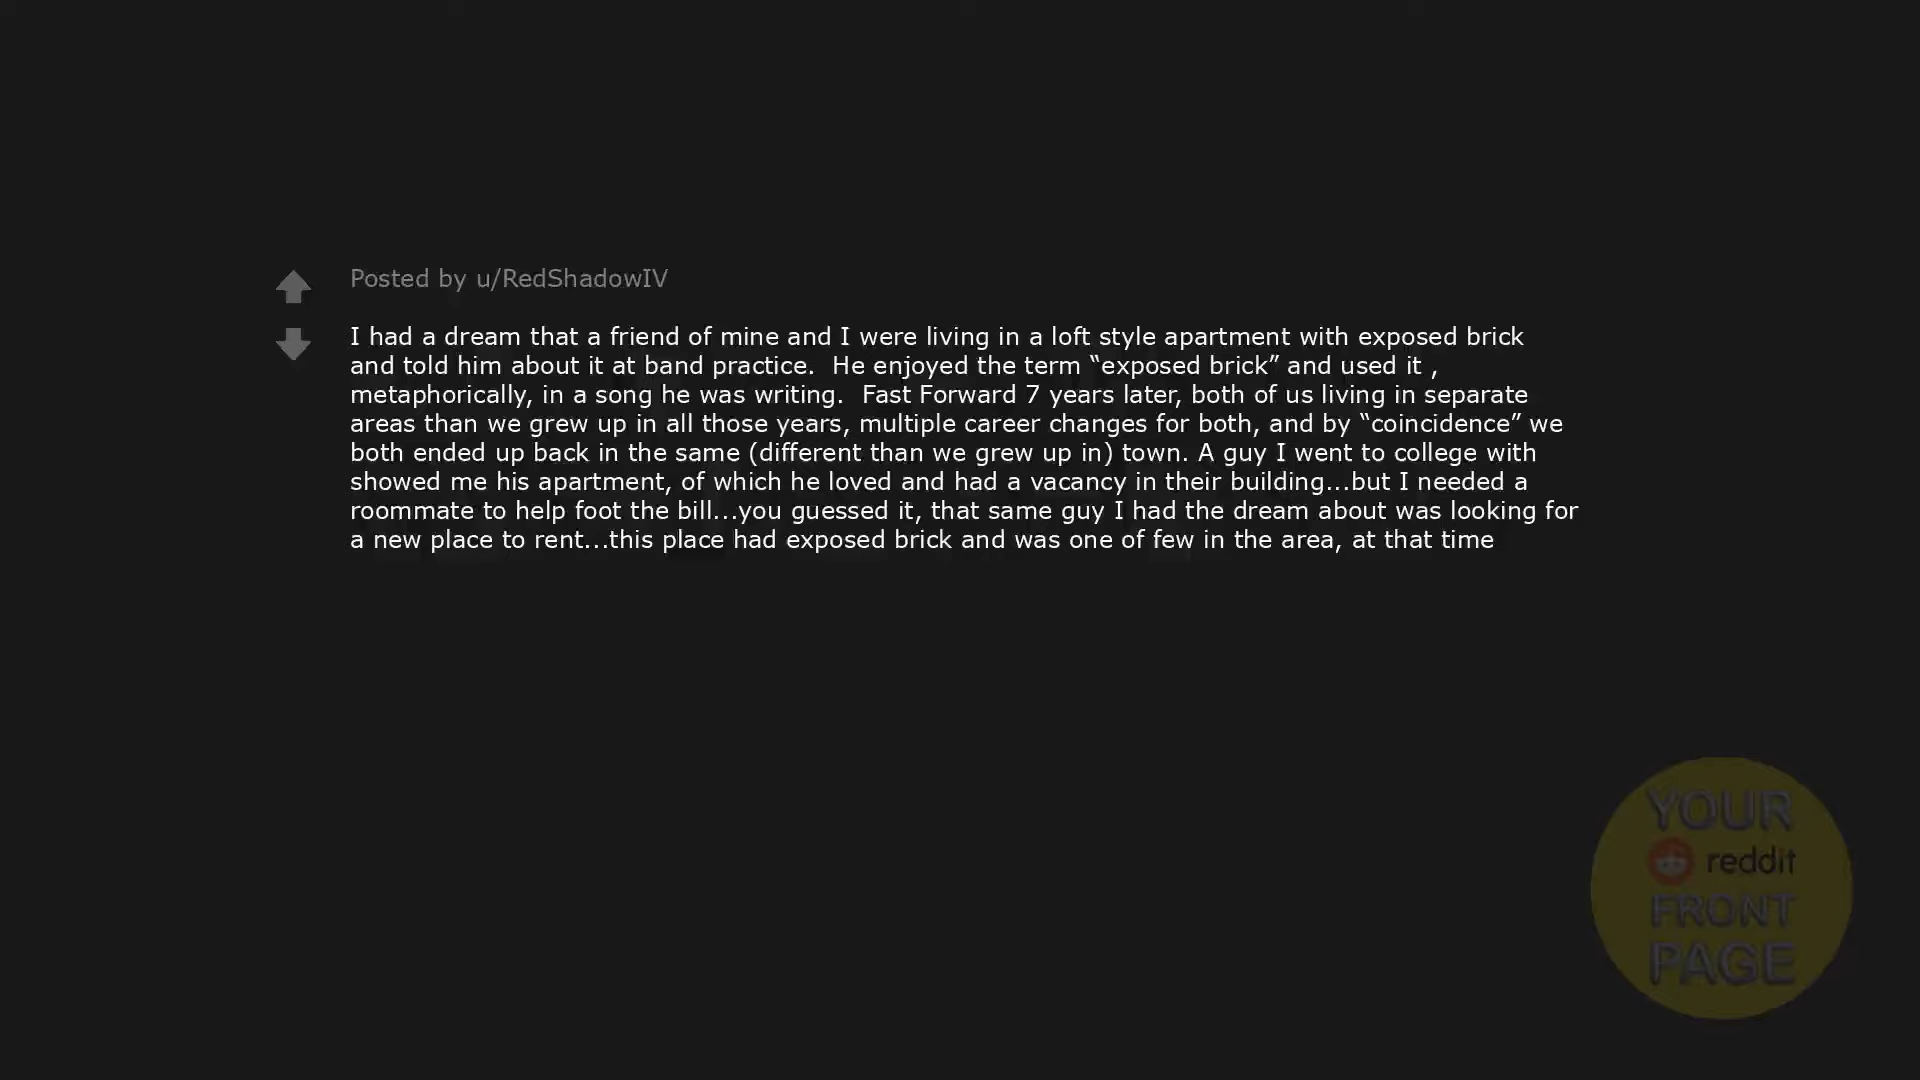 Posted by u/RedShadowIV
I had a dream that a friend of mine and I were living in a loft style apartment with exposed brick
and told him about it at band practice.  He enjoyed the term “exposed brick” and used it ,
metaphorically, in a song he was writing.  Fast Forward 7 years later, both of us living in separate
areas than we grew up in all those years, multiple career changes for both, and by “coincidence” we
both ended up back in the same (different than we grew up in) town. A guy I went to college with
showed me his apartment, of which he loved and had a vacancy in their building...but I needed a
roommate to help foot the bill...you guessed it, that same guy I had the dream about was looking for
a new place to rent...this place had exposed brick and was one of few in the area, at that time
YOUR
reddit
FRONT
PAGE